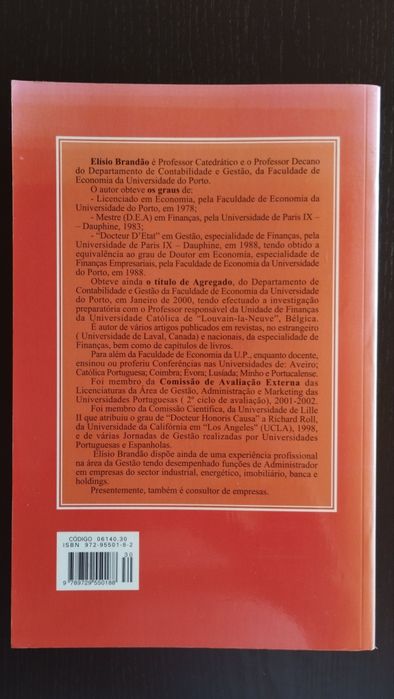 Elísio Brandão é Professor Catedrático e o Professor Decano
do Departamento de Contabilidade e Gestão, da Faculdade de
Economia da Universidade do Porto.
O autor obteve os graus de:
- Licenciado em Economia, pela Faculdade de Economia da
Universidade do Porto, em 1978;
- Mestre (D.E.A) em Finanças, pela Universidade de Paris IX –
– Dauphine, 1983;
- “Docteur D'Etat” em Gestão, especialidade de Finanças, pela
Universidade de Paris IX – Dauphine, em 1988, tendo obtido a
equivalência ao grau de Doutor em Economia, especialidade de
Finanças Empresariais, pela Faculdade de Economia da Universidade
do Porto, em 1988.
Obteve ainda o título de Agregado, do Departamento de
Contabilidade e Gestão da Faculdade de Economia da Universidade
do Porto, em Janeiro de 2000, tendo efectuado a investigação
preparatória com o Professor responsável da Unidade de Finanças
da Universidade Católica de “Louvain-la-Neuve”, Bélgica.
É autor de vários artigos publicados em revistas, no estrangeiro
( Universidade de Laval, Canadá) e nacionais, da especialidade de
Finanças, bem como de capítulos de livros.
Para além da Faculdade de Economia da U.P., enquanto docente,
ensinou ou proferiu Conferências nas Universidades de: Aveiro;
Católica Portuguesa; Coimbra; Évora; Lusíada; Minho e Portucalense.
Foi membro da Comissão de Avaliação Externa das
Licenciaturas da Área de Gestão, Administração e Marketing das
Universidades Portuguesas ( 2º ciclo de avaliação), 2001-2002.
Foi membro da Comissão Científica, da Universidade de Lille
II que atribuiu o grau de “Docteur Honoris Causa” a Richard Roll,
da Universidade da Califórnia em “Los Angeles” (UCLA), 1998,
e de várias Jornadas de Gestão realizadas por Universidades
Portuguesas e Espanholas.
Elísio Brandão dispõe ainda de uma experiência profissional
na área da Gestão tendo desempenhado funções de Administrador
em empresas do sector industrial, energético, imobiliário, banca e
holdings.
Presentemente, também é consultor de empresas.
CÓDIGO 06140.30
ISBN 972-95501-8-2
30
9 789729 550188